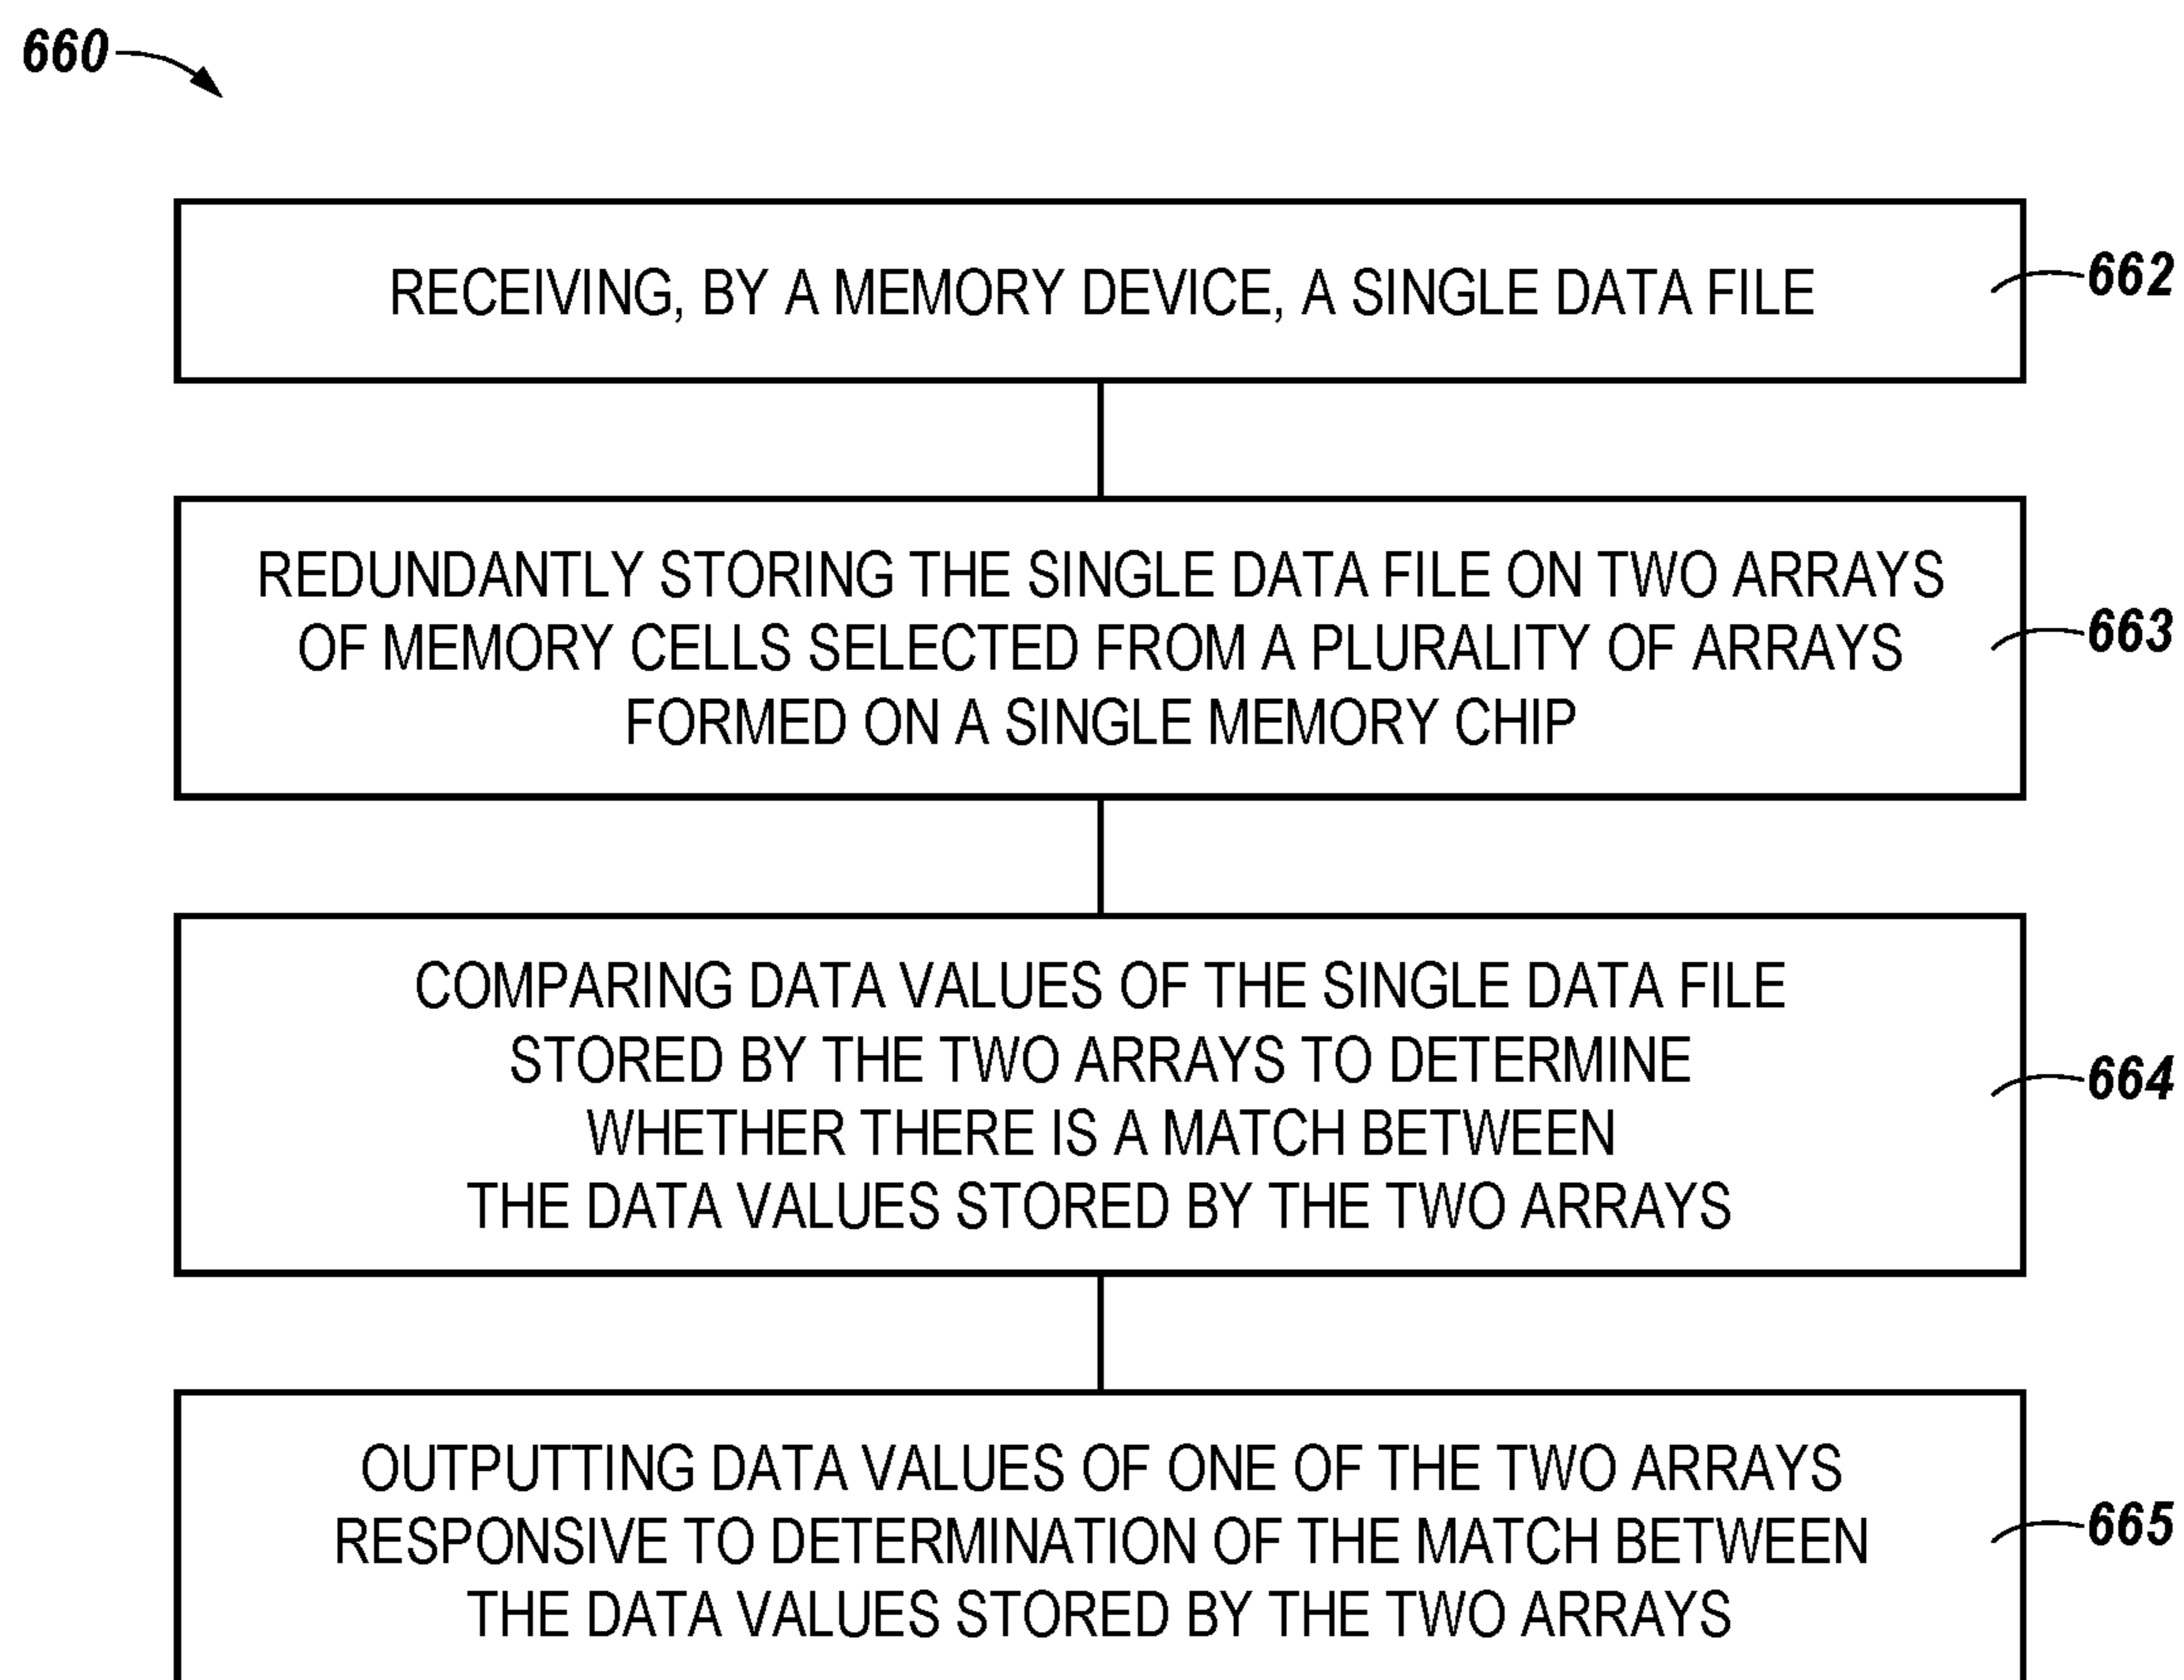 660
RECEIVING, BY A MEMORY DEVICE, A SINGLE DATA FILE
662
REDUNDANTLY STORING THE SINGLE DATA FILE ON TWO ARRAYS
OF MEMORY CELLS SELECTED FROM A PLURALITY OF ARRAYS
FORMED ON A SINGLE MEMORY CHIP
663
COMPARING DATA VALUES OF THE SINGLE DATA FILE
STORED BY THE TWO ARRAYS TO DETERMINE
WHETHER THERE IS A MATCH BETWEEN
THE DATA VALUES STORED BY THE TWO ARRAYS
664
OUTPUTTING DATA VALUES OF ONE OF THE TWO ARRAYS
RESPONSIVE TO DETERMINATION OF THE MATCH BETWEEN
THE DATA VALUES STORED BY THE TWO ARRAYS
665